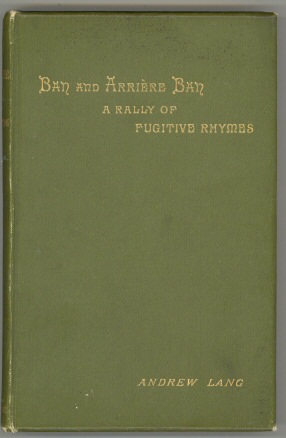 Ban and Arrière Ban
A RALLY OF
FUGITIVE RHYMES
ANDREW LANG